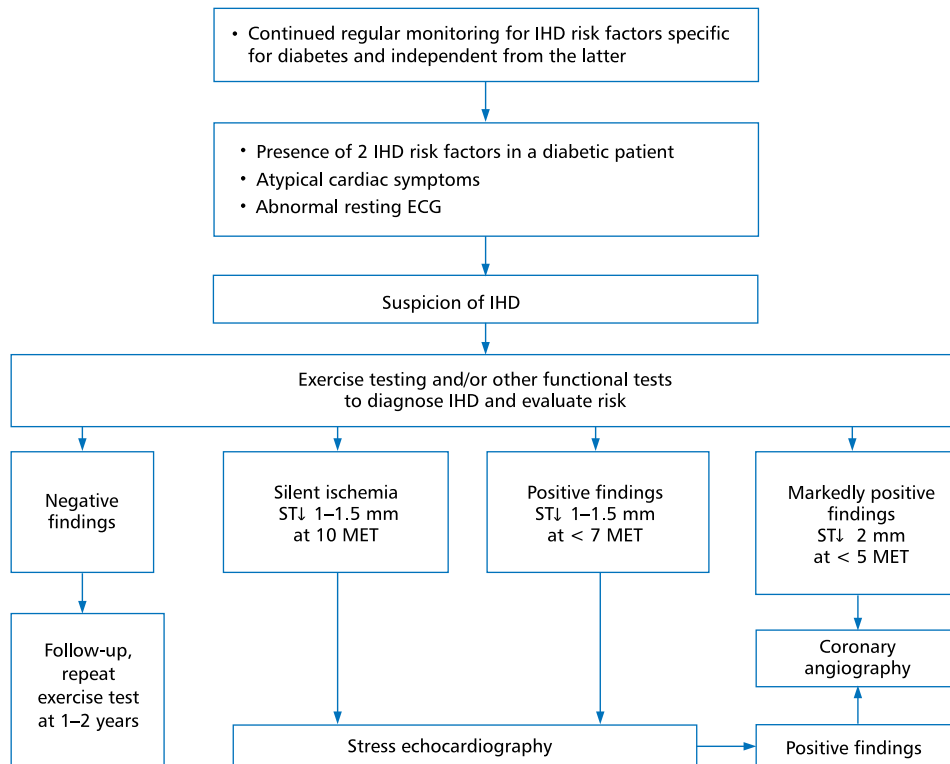 • Continued regular monitoring for IHD risk factors specific
for diabetes and independent from the latter
• Presence of 2 IHD risk factors in a diabetic patient
• Atypical cardiac symptoms
• Abnormal resting ECG
Suspicion of IHD
Exercise testing and/or other functional tests
to diagnose IHD and evaluate risk
Negative
findings
Silent ischemia
ST↓ 1–1.5 mm
at 10 MET
Positive findings
ST↓ 1–1.5 mm
at < 7 MET
Markedly positive
findings
ST↓ 2 mm
at < 5 MET
Follow-up,
repeat
exercise test
at 1–2 years
Coronary
angiography
Stress echocardiography
Positive findings